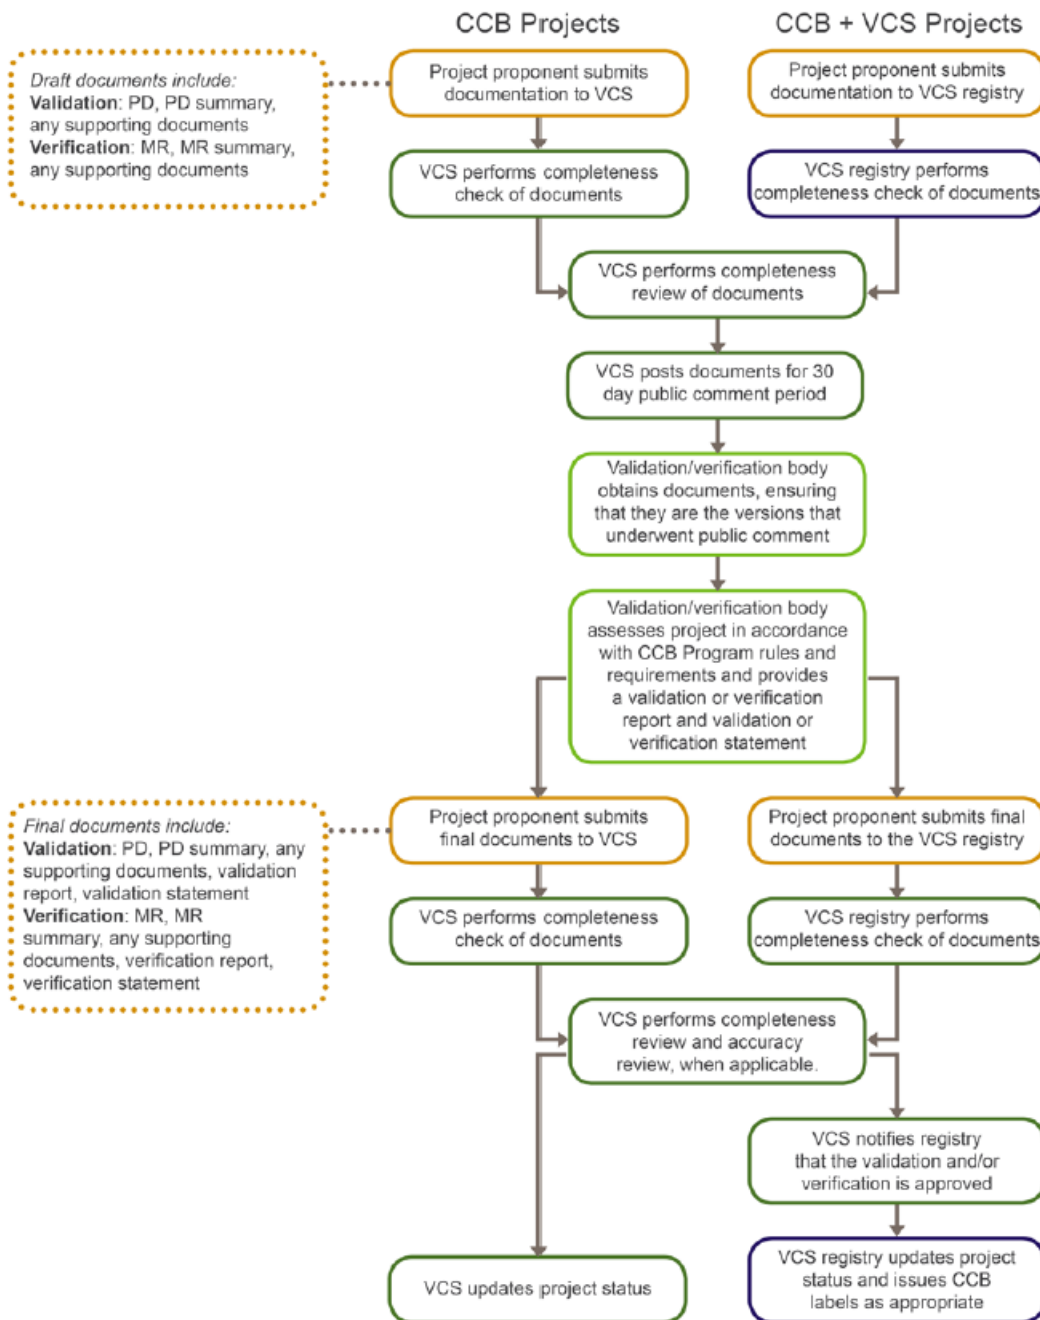 CCB Projects
CCB + VCS Projects
Draft documents include:
Validation: PD, PD summary,
any supporting documents
Verification: MR, MR summary,
any supporting documents
Project proponent submits
documentation to VCS
Project proponent submits
documentation to VCS registry
VCS performs completeness
check of documents
VCS registry performs
completeness check of documents
VCS performs completeness
review of documents
VCS posts documents for 30
day public comment period
Validation/verification body
obtains documents, ensuring
that they are the versions that
underwent public comment
Validation/verification body
assesses project in accordance
with CCB Program rules and
requirements and provides
a validation or verification
report and validation or
verification statement
Final documents include:
Validation: PD, PD summary, any
supporting documents, validation
report, validation statement
Verification: MR, MR
summary, any supporting
documents, verification report,
verification statement
Project proponent submits
final documents to VCS
Project proponent submits final
documents to the VCS registry
VCS performs completeness
check of documents
VCS registry performs
completeness check of documents
VCS performs completeness
review and accuracy
review, when applicable.
VCS notifies registry
that the validation and/or
verification is approved
VCS updates project status
VCS registry updates project
status and issues CCB
labels as appropriate